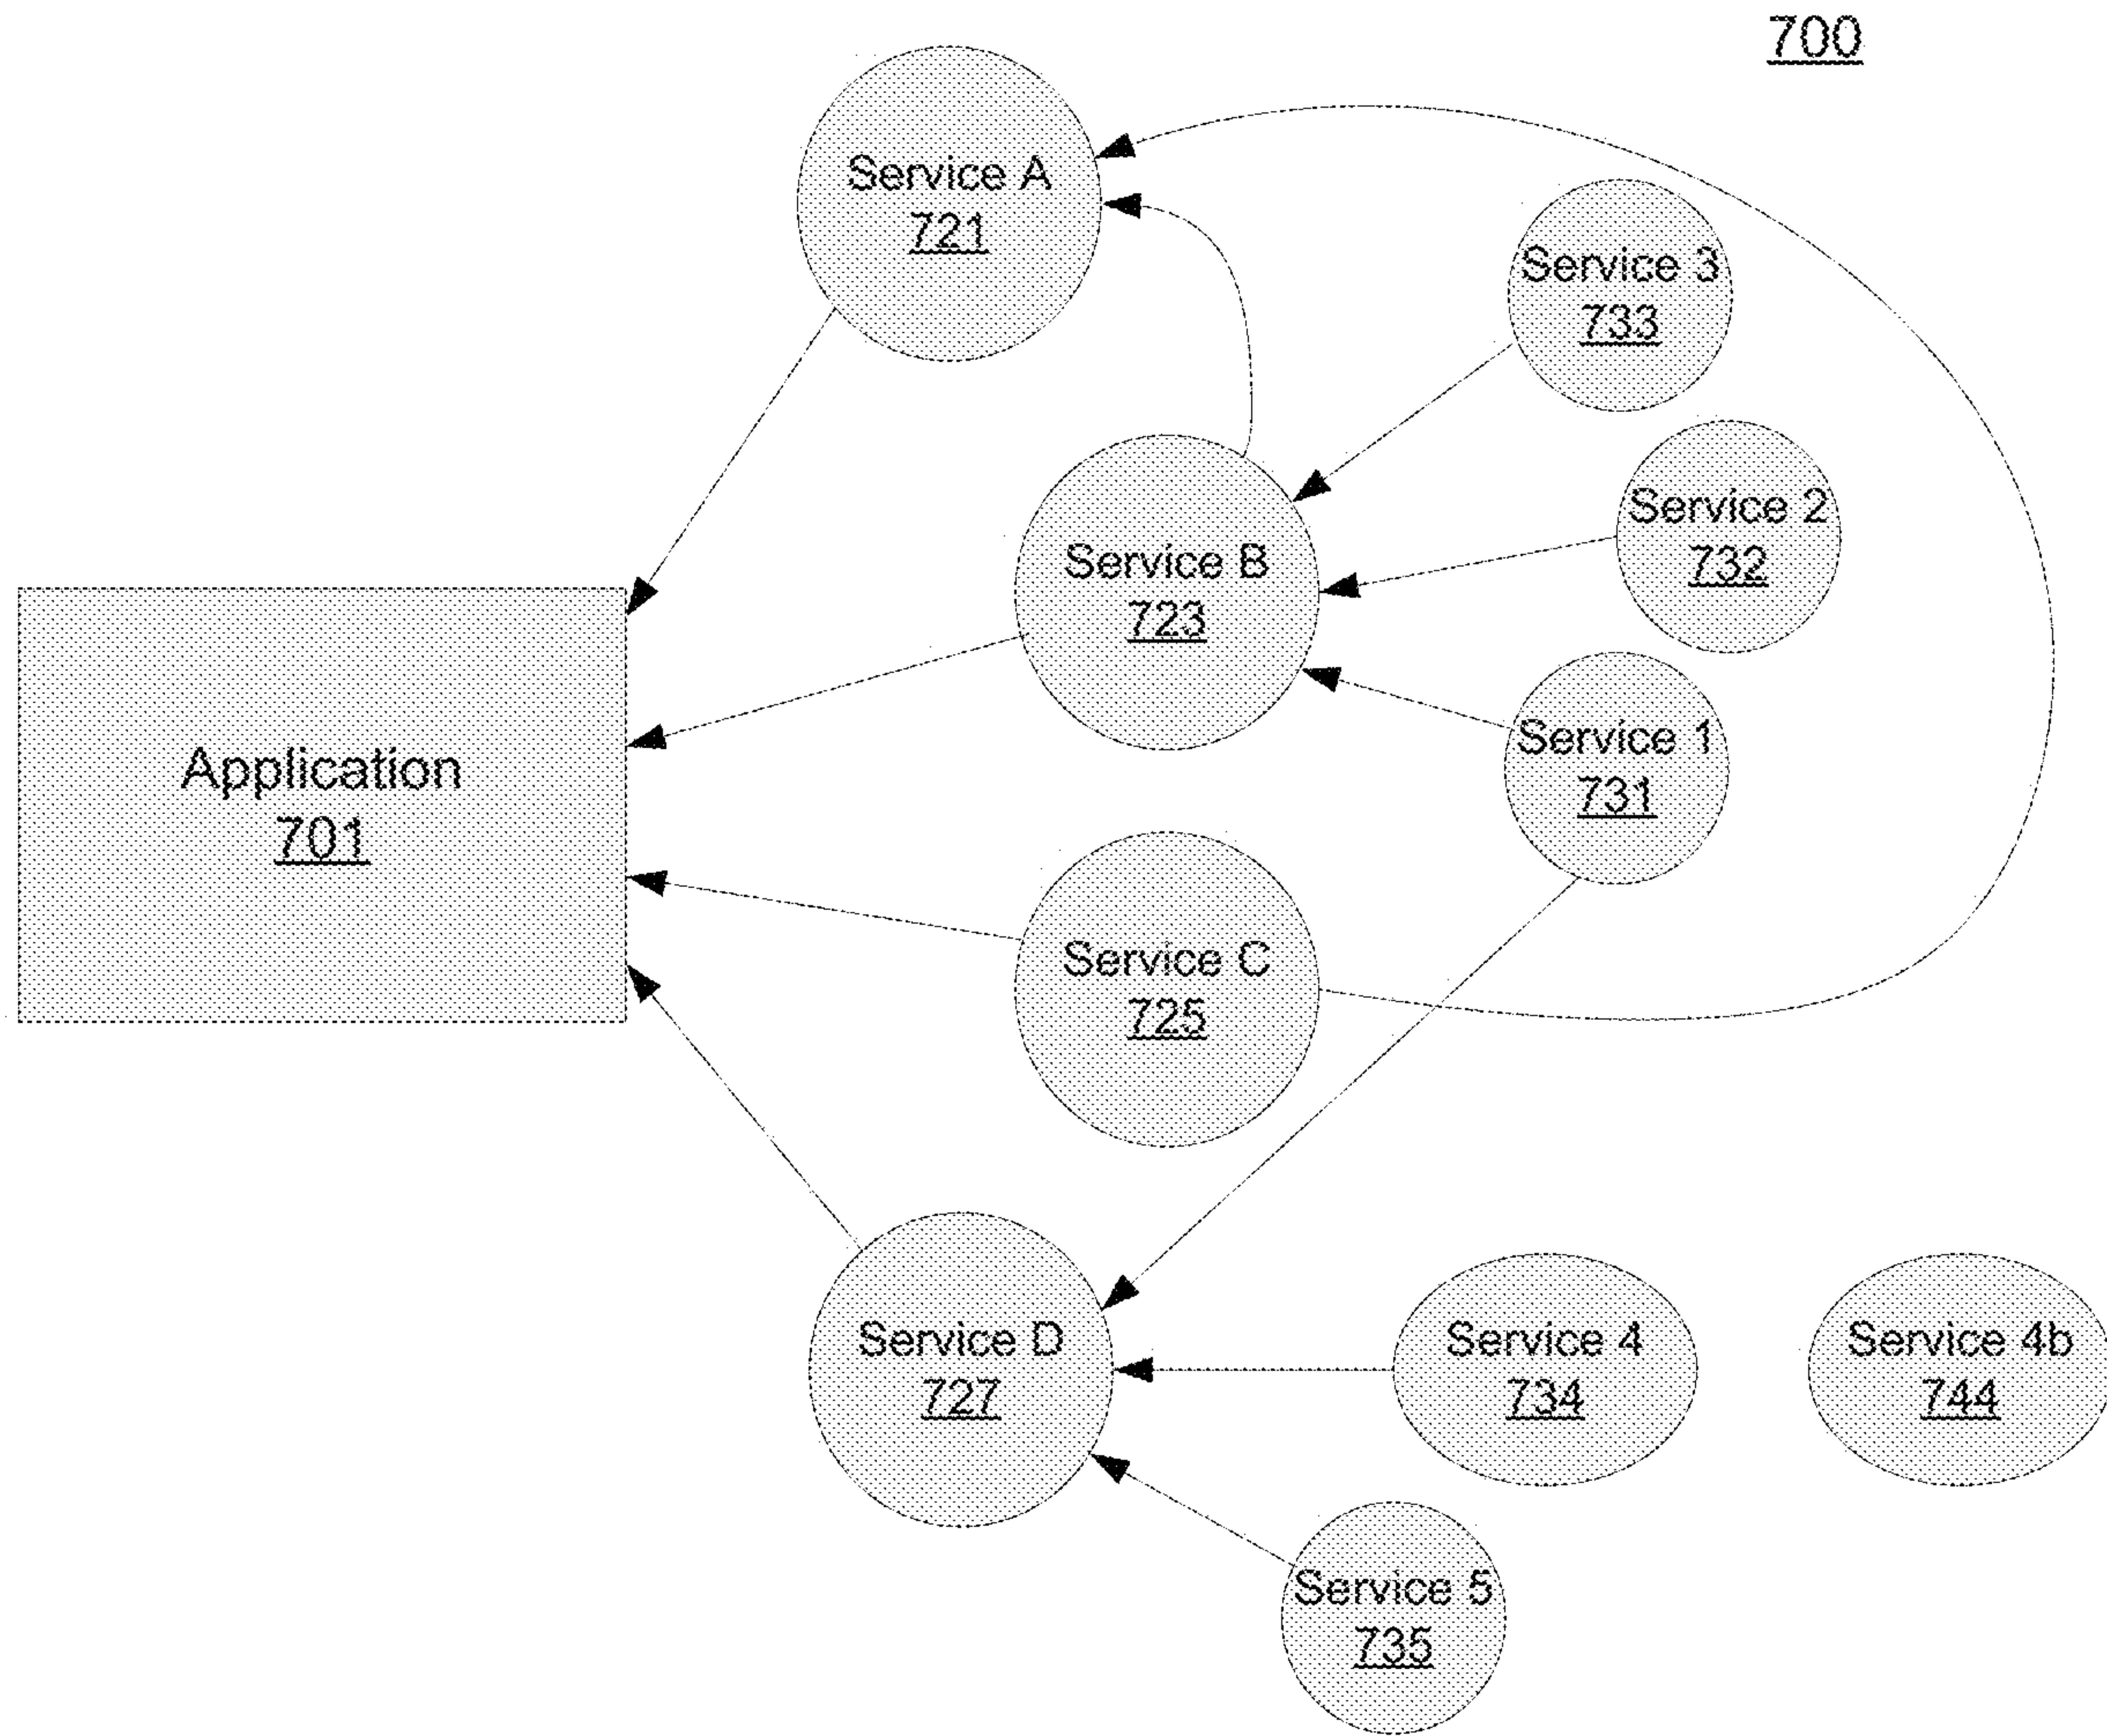 700
Service A
721
Service 3
733
Service 2
732
Service B
723
Service 1
731
Application
701
Service C
725
Service D
727
Service 4
734
Service 4b
744
Service 5
735